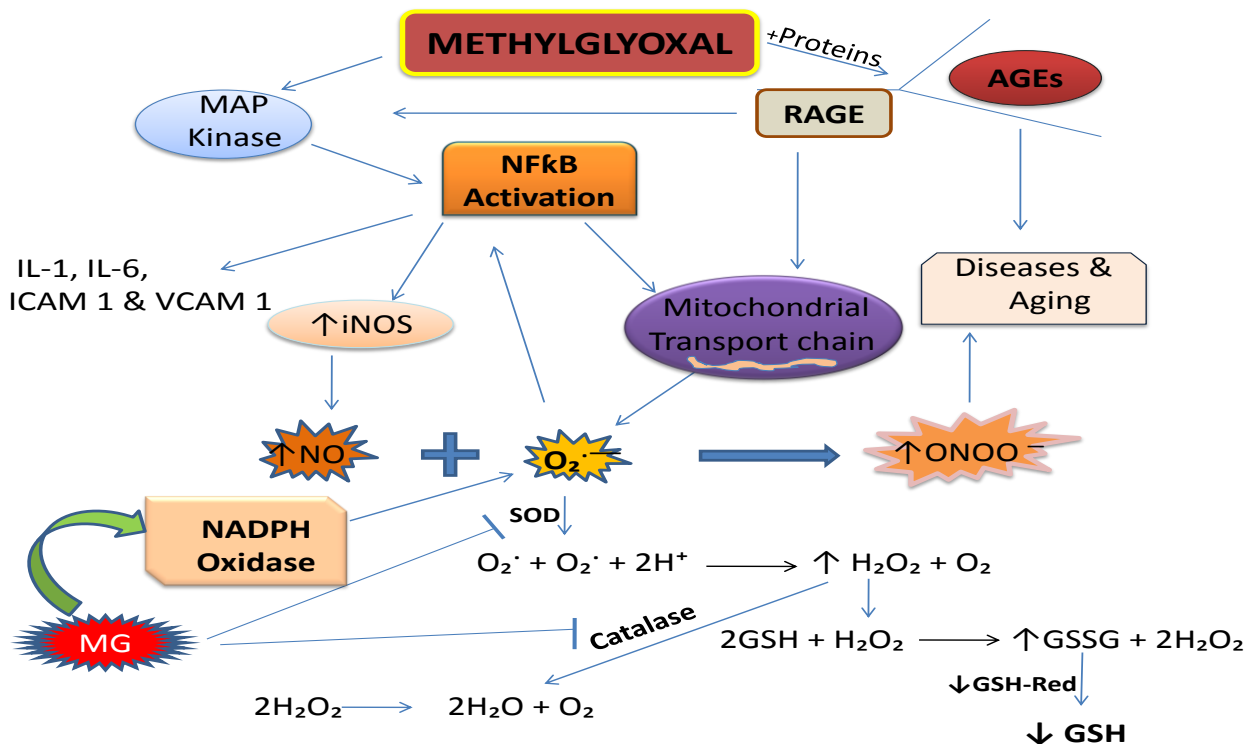 METHYLGLYOXAL
+Proteins
AGEs
MAP
Kinase
RAGE
NFƙB
Activation
IL-1, IL-6,
ICAM 1 & VCAM 1
↑iNOS
Mitochondrial
Transport chain
Diseases &
Aging
↑NO
+
O₂·⁻
↑ONOO⁻
NADPH
Oxidase
SOD
O₂· + O₂· + 2H⁺ → ↑ H₂O₂ + O₂
MG
Catalase
2GSH + H₂O₂ → ↑GSSG + 2H₂O₂
↓GSH-Red
2H₂O₂ → 2H₂O + O₂
↓ GSH